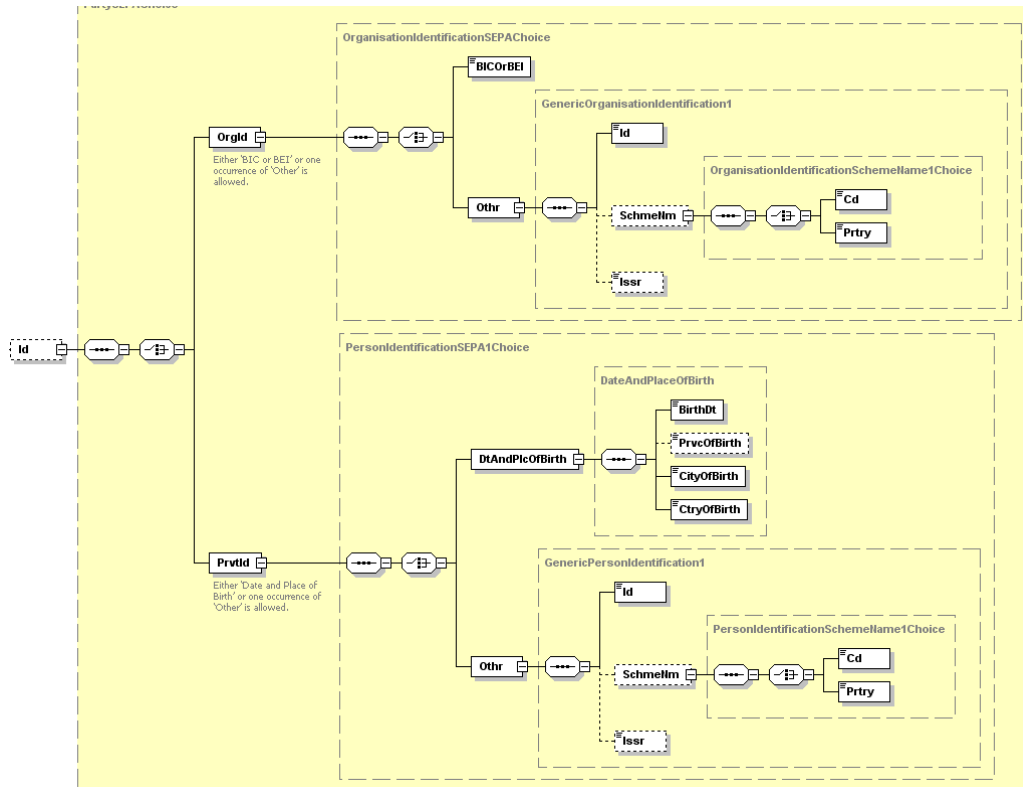 OrganisationIdentificationSEPAChoice
BICOrBEI
GenericOrganisationIdentification1
Id
OrgId
Either 'BIC or BEI' or one
occurrence of 'Other' is
allowed.
OrganisationIdentificationSchemeName1Choice
Othr
SchmeNm
Cd
Prtry
Issr
Id
PersonIdentificationSEPA1Choice
DateAndPlaceOfBirth
BirthDt
PrvcOfBirth
DtAndPlcOfBirth
CityOfBirth
CtryOfBirth
PrvtId
Either 'Date and Place of
Birth' or one occurrence of
'Other' is allowed.
GenericPersonIdentification1
Id
PersonIdentificationSchemeName1Choice
Othr
SchmeNm
Cd
Prtry
Issr